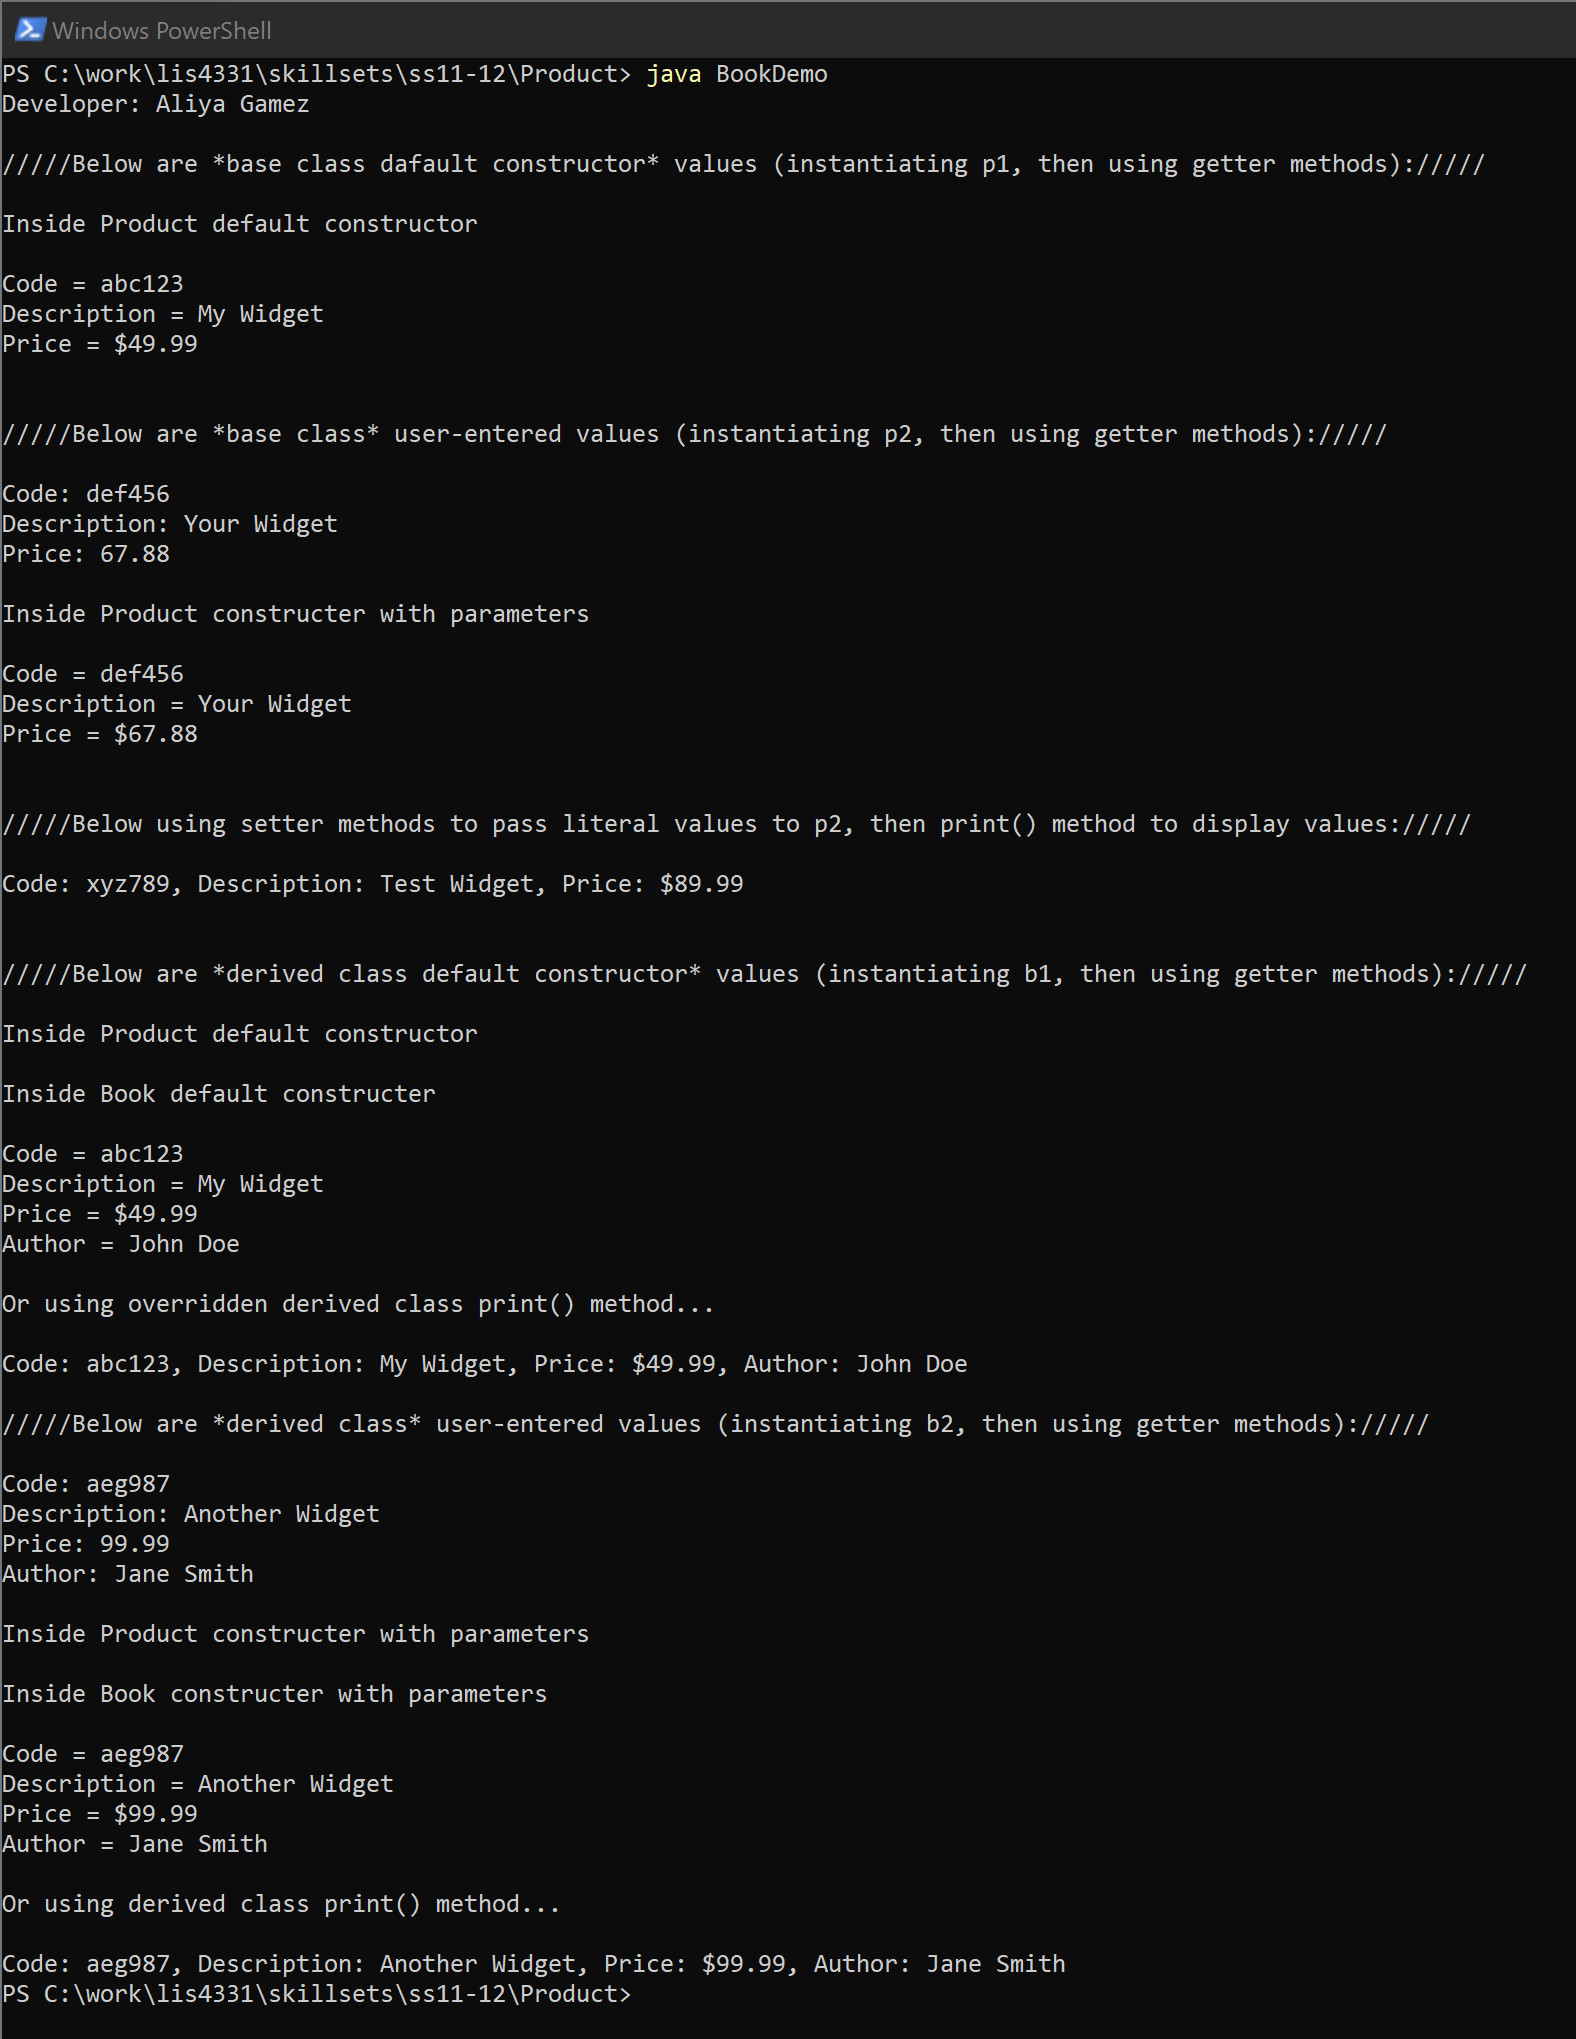 Windows PowerShell
PS C:\work\lis4331\skillsets\ss11-12\Product> java BookDemo
Developer: Aliya Gamez
/////Below are *base class dafault constructor* values (instantiating p1, then using getter methods)://///
Inside Product default constructor
Code = abc123
Description = My Widget
Price = $49.99
/////Below are *base class* user-entered values (instantiating p2, then using getter methods)://///
Code: def456
Description: Your Widget
Price: 67.88
Inside Product constructer with parameters
Code = def456
Description = Your Widget
Price = $67.88
/////Below using setter methods to pass literal values to p2, then print() method to display values://///
Code: xyz789, Description: Test Widget, Price: $89.99
/////Below are *derived class default constructor* values (instantiating b1, then using getter methods)://///
Inside Product default constructor
Inside Book default constructer
Code = abc123
Description = My Widget
Price = $49.99
Author = John Doe
Or using overridden derived class print() method...
Code: abc123, Description: My Widget, Price: $49.99, Author: John Doe
/////Below are *derived class* user-entered values (instantiating b2, then using getter methods)://///
Code: aeg987
Description: Another Widget
Price: 99.99
Author: Jane Smith
Inside Product constructer with parameters
Inside Book constructer with parameters
Code = aeg987
Description = Another Widget
Price = $99.99
Author = Jane Smith
Or using derived class print() method...
Code: aeg987, Description: Another Widget, Price: $99.99, Author: Jane Smith
PS C:\work\lis4331\skillsets\ss11-12\Product>